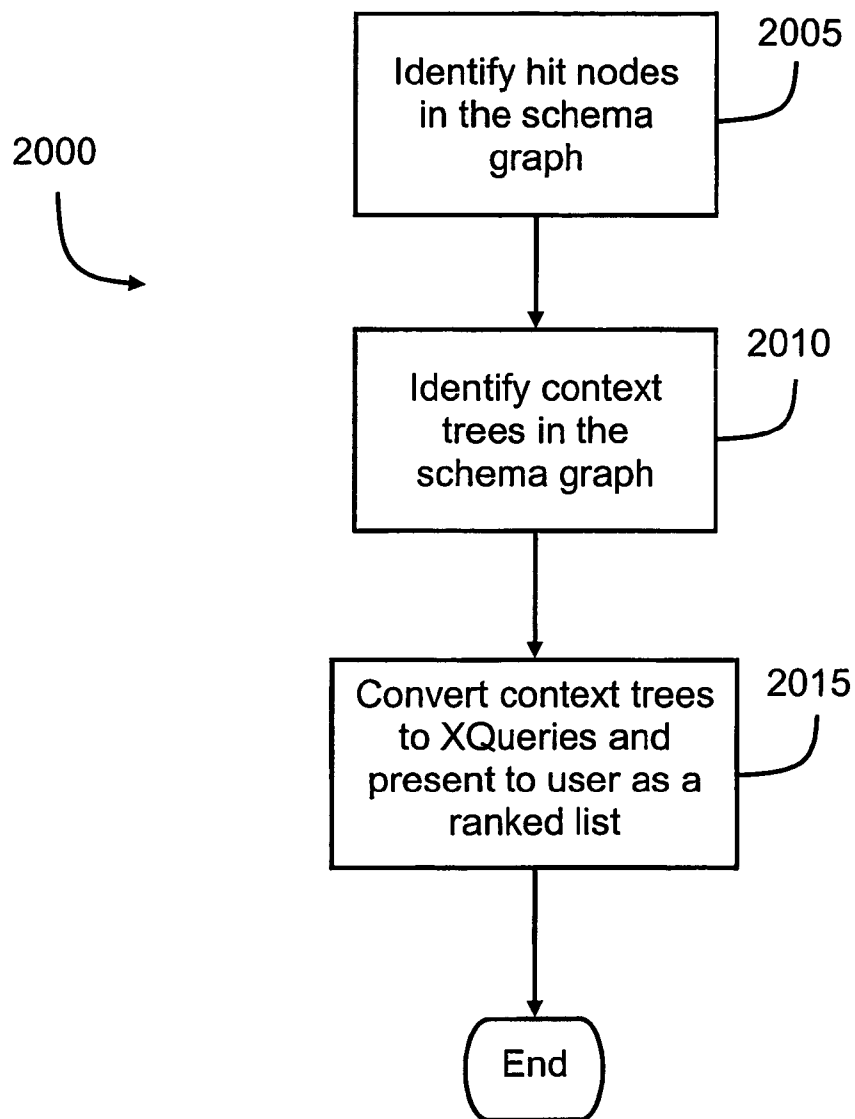 2005
Identify hit nodes
in the schema
graph
2000
2010
Identify context
trees in the
schema graph
2015
Convert context trees
to XQueries and
present to user as a
ranked list
End